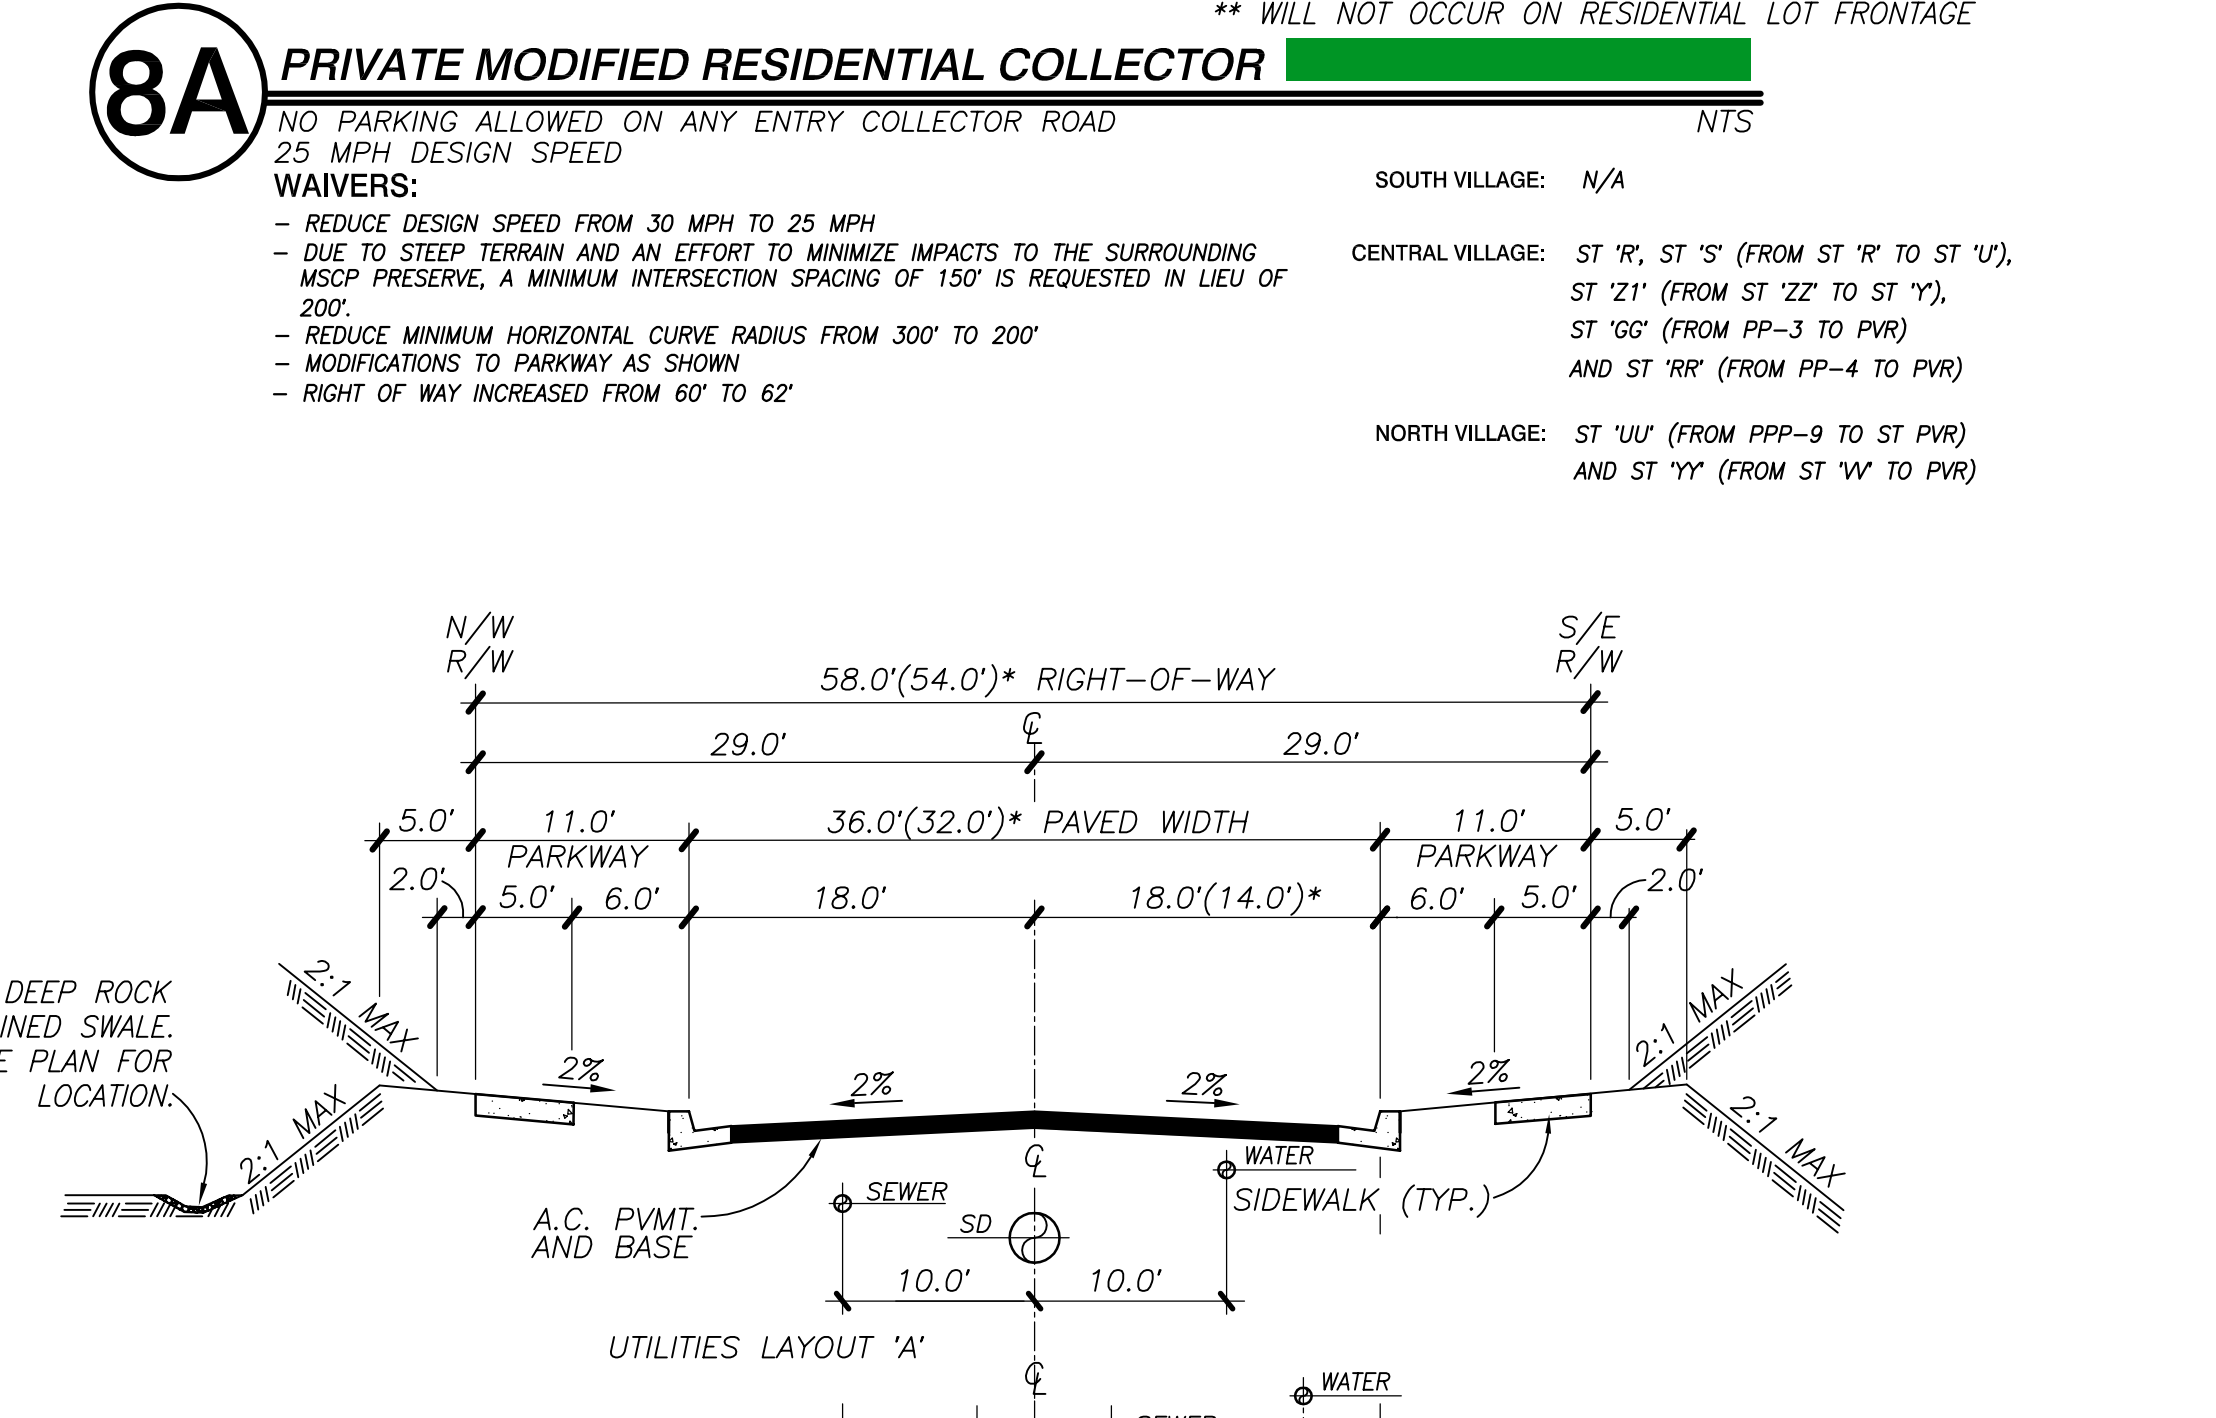 ** WILL NOT OCCUR ON RESIDENTIAL LOT FRONTAGE
8A
PRIVATE MODIFIED RESIDENTIAL COLLECTOR
NO PARKING ALLOWED ON ANY ENTRY COLLECTOR ROAD
NTS
25 MPH DESIGN SPEED
WAIVERS:
- REDUCE DESIGN SPEED FROM 30 MPH TO 25 MPH
- DUE TO STEEP TERRAIN AND AN EFFORT TO MINIMIZE IMPACTS TO THE SURROUNDING
MSCP PRESERVE, A MINIMUM INTERSECTION SPACING OF 150' IS REQUESTED IN LIEU OF
200'.
- REDUCE MINIMUM HORIZONTAL CURVE RADIUS FROM 300' TO 200'
- MODIFICATIONS TO PARKWAY AS SHOWN
- RIGHT OF WAY INCREASED FROM 60' TO 62'
SOUTH VILLAGE: N/A
CENTRAL VILLAGE: ST 'R', ST 'S' (FROM ST 'R' TO ST 'U'),
ST 'Z1' (FROM ST 'ZZ' TO ST 'Y'),
ST 'GG' (FROM PP-3 TO PVR)
AND ST 'RR' (FROM PP-4 TO PVR)
NORTH VILLAGE: ST 'UU' (FROM PPP-9 TO ST PVR)
AND ST 'YY' (FROM ST 'VV' TO PVR)
N/W
R/W
S/E
R/W
58.0'(54.0')* RIGHT-OF-WAY
℄
29.0' 29.0'
5.0' 11.0' 36.0'(32.0')* PAVED WIDTH 11.0' 5.0'
PARKWAY PARKWAY
2.0' 5.0' 6.0' 18.0' 18.0'(14.0')* 6.0' 5.0' 2.0'
2:1 MAX
2:1 MAX
DEEP ROCK
INED SWALE.
E PLAN FOR
LOCATION.
2:1 MAX
2:1 MAX
2% 2% 2% 2%
℄
WATER
SEWER
SIDEWALK (TYP.)
A.C. PVMT.
AND BASE
SD
10.0' 10.0'
UTILITIES LAYOUT 'A'
℄
WATER
SEWER